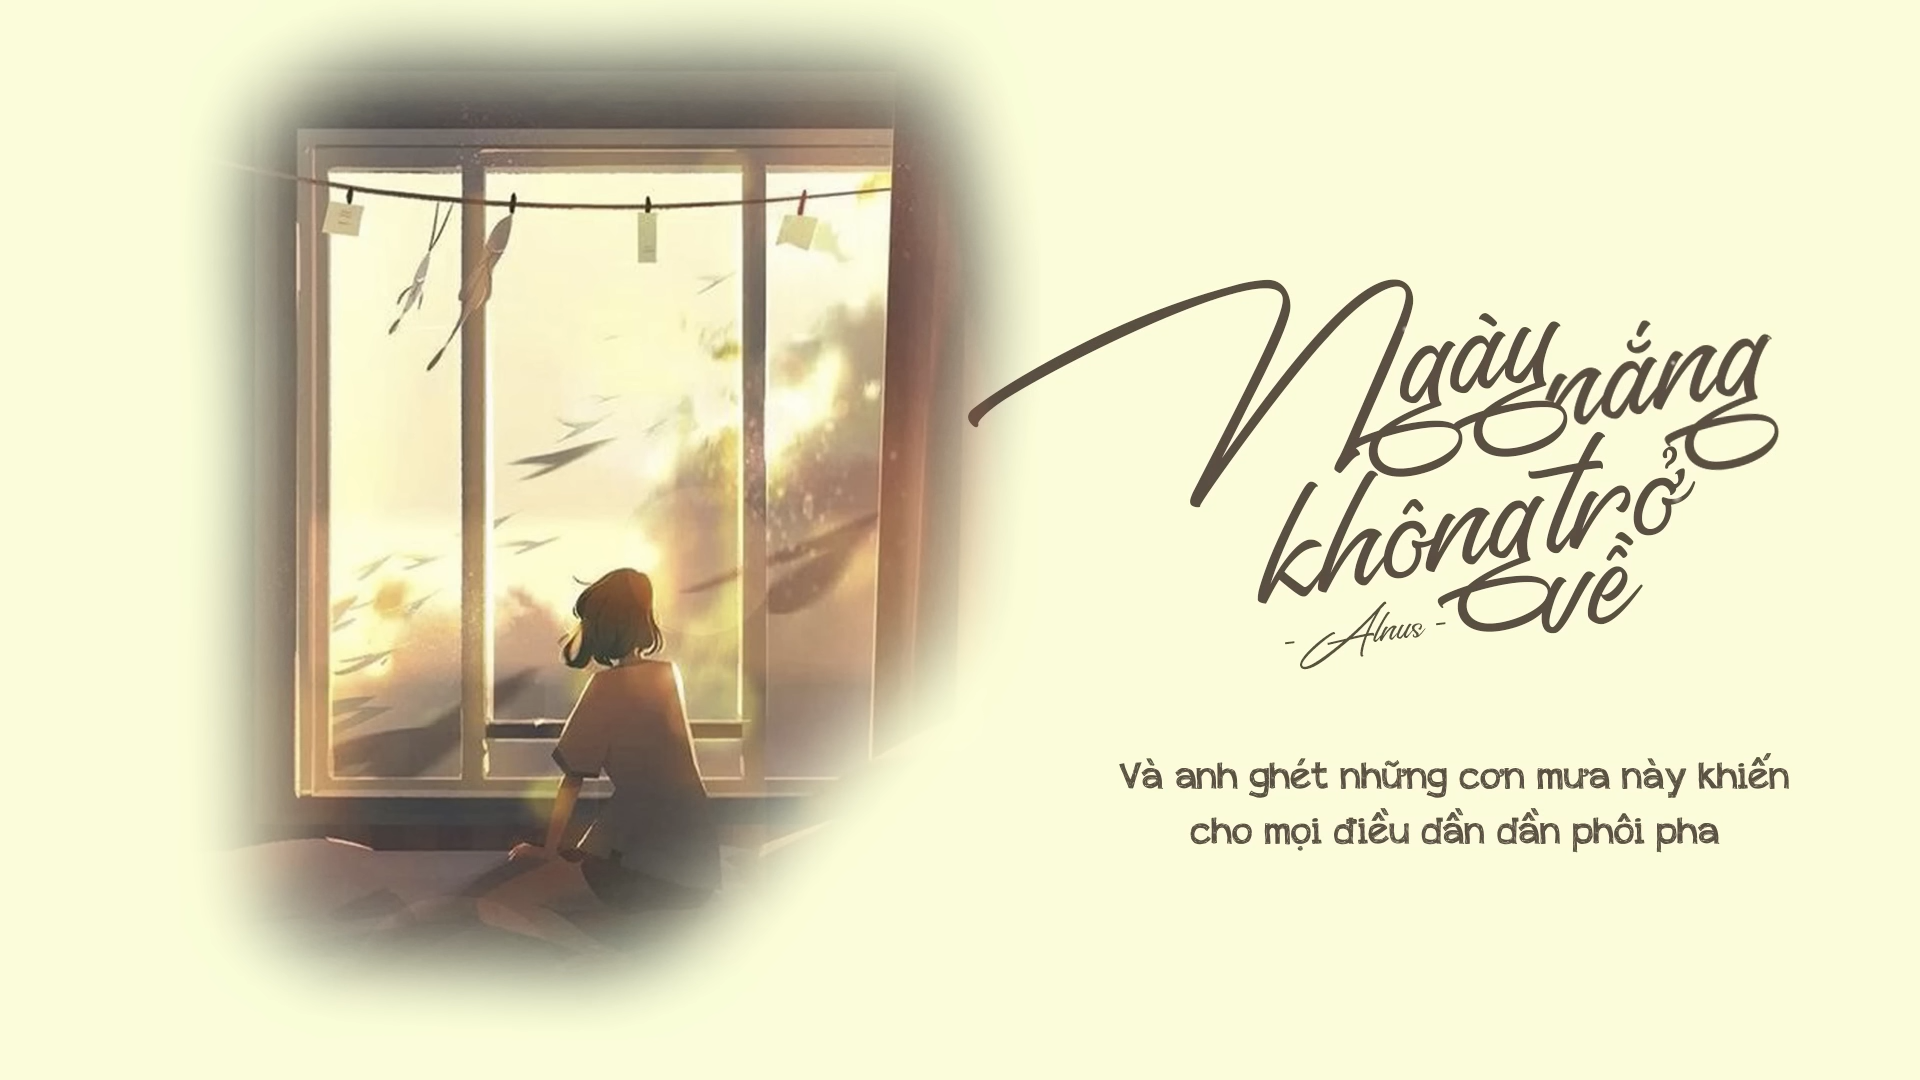 Ngày nắng
không trở
về
- Alnus -
Và anh ghét những cơn mưa này khiến
cho mọi điều dần dần phôi pha